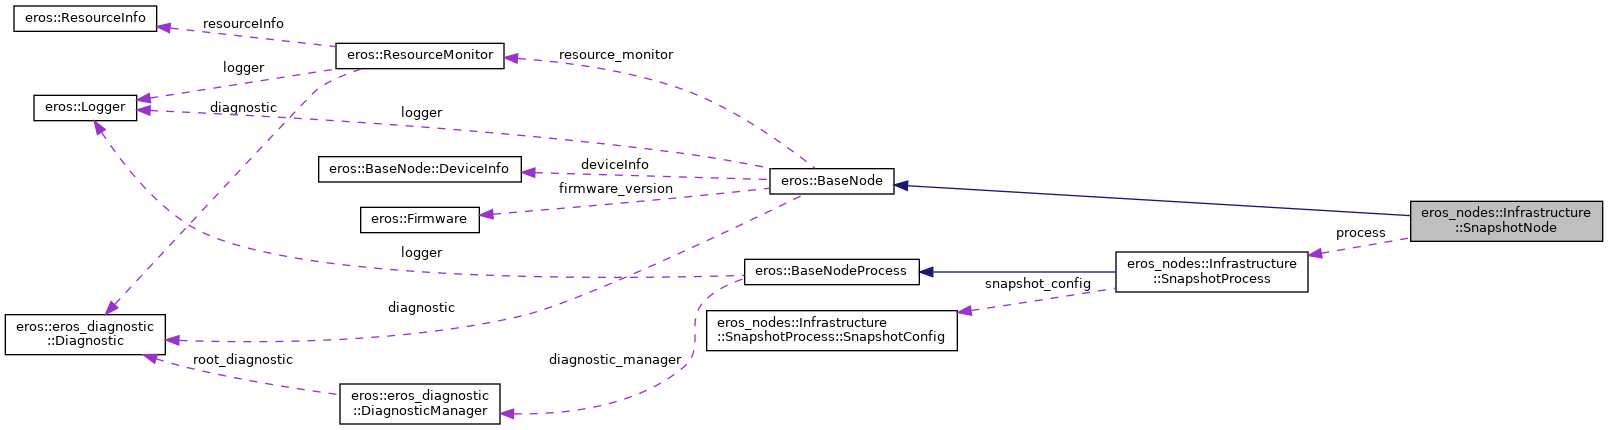 eros::ResourceInfo
resourceInfo
eros::ResourceMonitor
resource_monitor
logger
eros::Logger
diagnostic
logger
eros::BaseNode::DeviceInfo
deviceInfo
eros::BaseNode
firmware_version
eros::Firmware
eros_nodes::Infrastructure
::SnapshotNode
process
logger
eros::BaseNodeProcess
eros_nodes::Infrastructure
::SnapshotProcess
snapshot_config
diagnostic
eros_nodes::Infrastructure
::SnapshotProcess::SnapshotConfig
eros::eros_diagnostic
::Diagnostic
root_diagnostic
diagnostic_manager
eros::eros_diagnostic
::DiagnosticManager